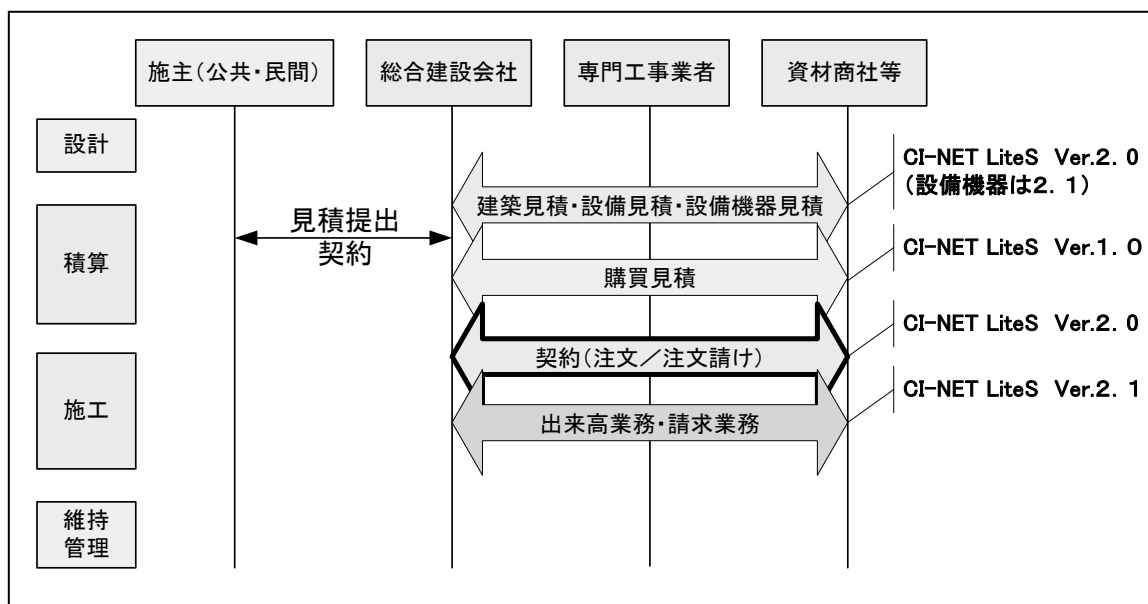 施主(公共・民間)
総合建設会社
専門工事業者
資材商社等
設計
積算
施工
維持
管理
見積提出
契約
建築見積・設備見積・設備機器見積
購買見積
契約(注文/注文請け)
出来高業務・請求業務
CI-NET LiteS Ver.2.0
(設備機器は2.1)
CI-NET LiteS Ver.1.0
CI-NET LiteS Ver.2.0
CI-NET LiteS Ver.2.1